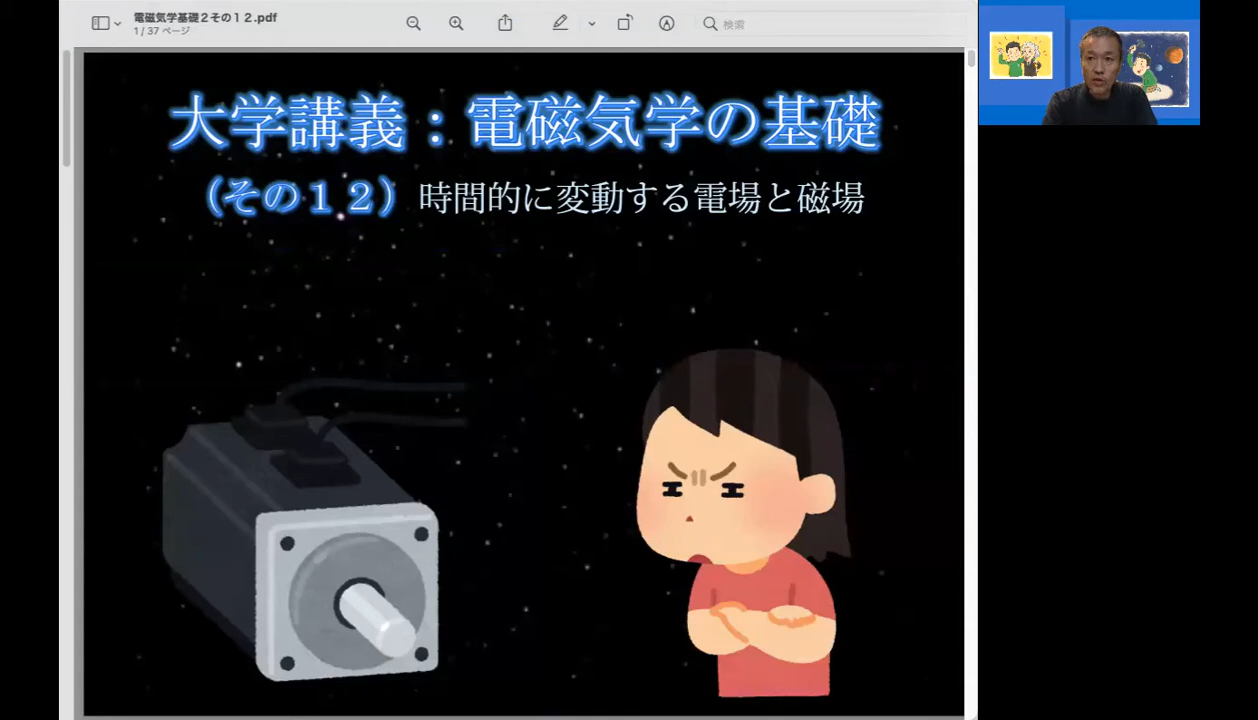 電磁気学基礎２その１２.pdf
1 / 37 ページ
検索
大学講義：電磁気学の基礎
（その１２）時間的に変動する電場と磁場